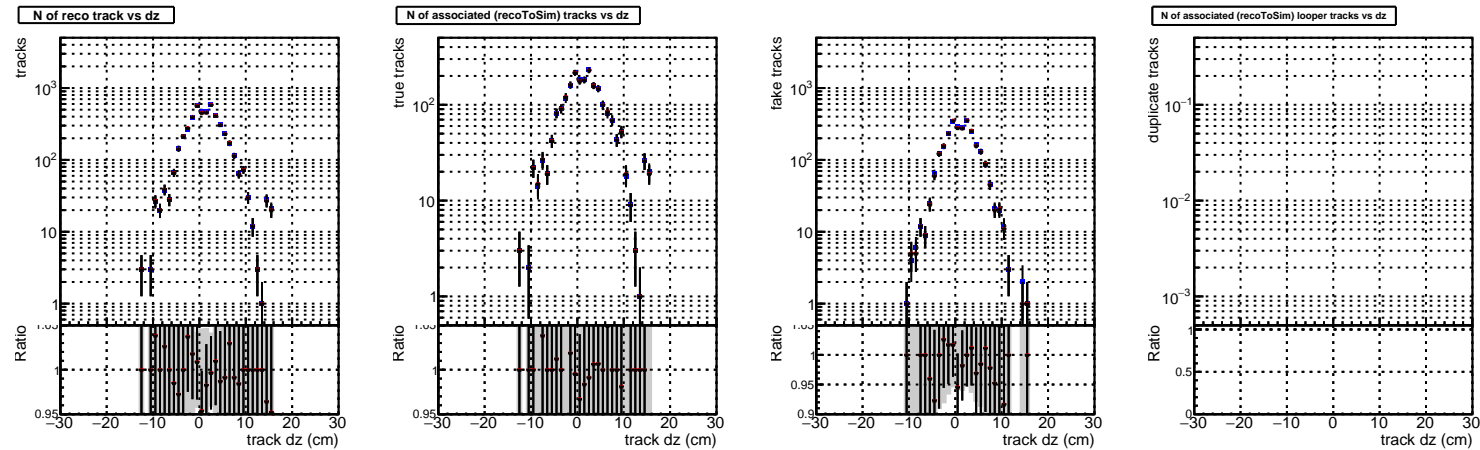 N of reco track vs dz
tracks
10³
10²
10
1
Ratio
1.05
1
0.95
−30 −20 −10 0 10 20 30
track dz (cm)
N of associated (recoToSim) tracks vs dz
true tracks
10²
10
1
Ratio
1.05
1
0.95
−30 −20 −10 0 10 20 30
track dz (cm)
fake tracks
10³
10²
10
1
Ratio
1
0.95
0.9
−30 −20 −10 0 10 20 30
track dz (cm)
N of associated (recoToSim) looper tracks vs dz
duplicate tracks
10⁻¹
10⁻²
10⁻³
Ratio
1
0.5
0
−30 −20 −10 0 10 20 30
track dz (cm)